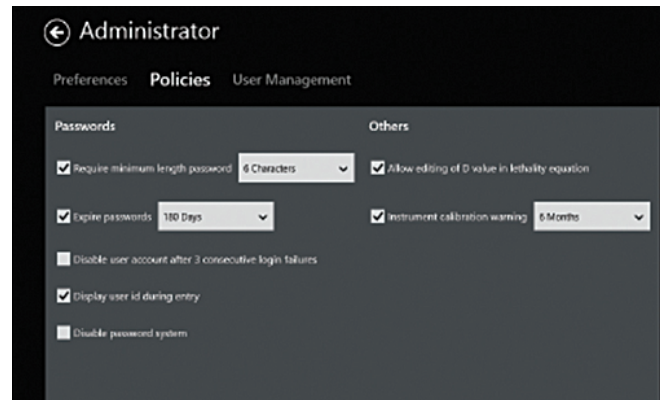 Administrator
Preferences Policies User Management
Passwords
Require minimum length password 6 Characters
Expire passwords 180 Days
Disable user account after 3 consecutive login failures
Display user id during entry
Disable password system
Others
Allow editing of D value in lethality equation
Instrument calibration warning 6 Months